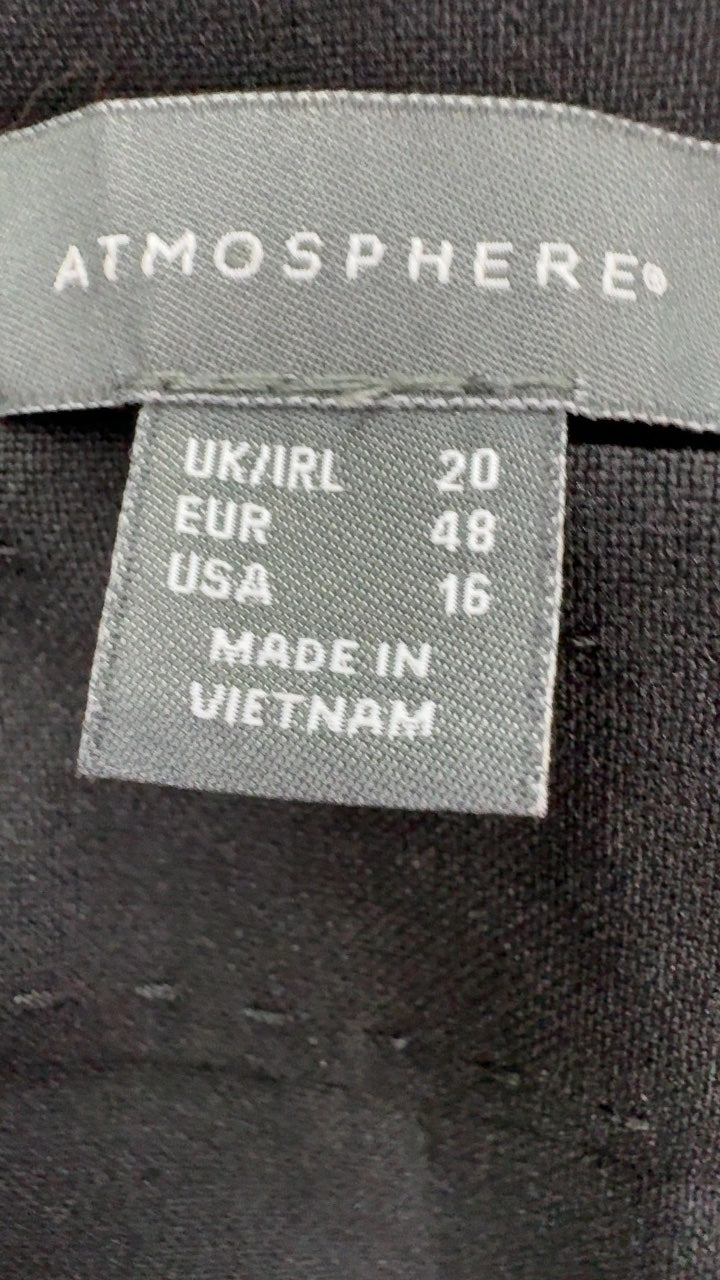 ATMOSPHERE®
UK/IRL 20
EUR 48
USA 16
MADE IN
VIETNAM